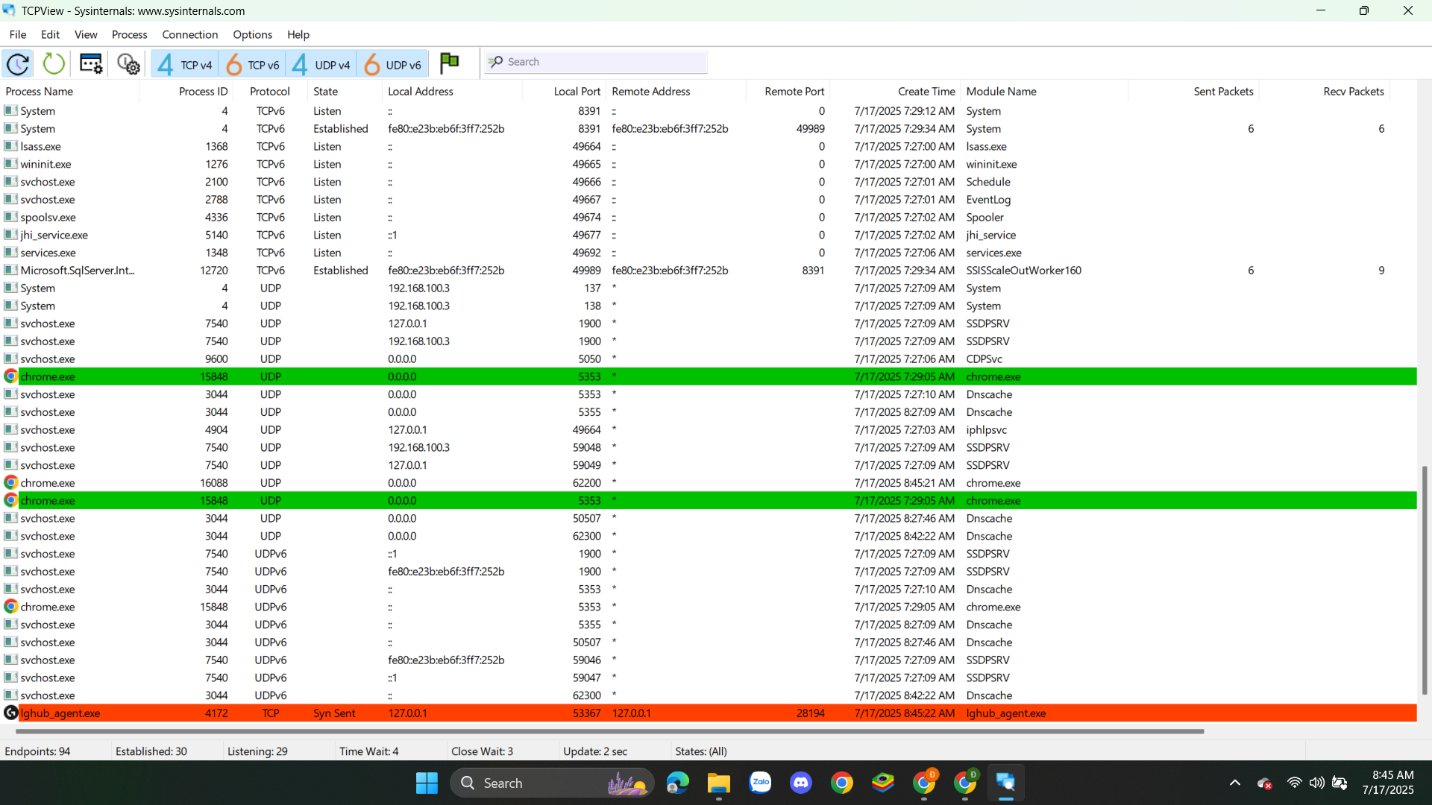 TCPView - Sysinternals: www.sysinternals.com
File Edit View Process Connection Options Help
4 TCP v4 6 TCP v6 4 UDP v4 6 UDP v6 Search
Process Name Process ID Protocol State Local Address Local Port Remote Address Remote Port Create Time Module Name Sent Packets Recv Packets
System 4 TCPv6 Listen :: 8391 :: 0 7/17/2025 7:29:12 AM System
System 4 TCPv6 Established fe80::e23b:eb6f:3ff7:252b 8391 fe80::e23b:eb6f:3ff7:252b 49989 7/17/2025 7:29:34 AM System 6 6
lsass.exe 1368 TCPv6 Listen :: 49664 :: 0 7/17/2025 7:27:00 AM lsass.exe
wininit.exe 1276 TCPv6 Listen :: 49665 :: 0 7/17/2025 7:27:00 AM wininit.exe
svchost.exe 2100 TCPv6 Listen :: 49666 :: 0 7/17/2025 7:27:01 AM Schedule
svchost.exe 2788 TCPv6 Listen :: 49667 :: 0 7/17/2025 7:27:01 AM EventLog
spoolsv.exe 4336 TCPv6 Listen :: 49674 :: 0 7/17/2025 7:27:02 AM Spooler
jhi_service.exe 5140 TCPv6 Listen ::1 49677 :: 0 7/17/2025 7:27:02 AM jhi_service
services.exe 1348 TCPv6 Listen :: 49692 :: 0 7/17/2025 7:27:06 AM services.exe
Microsoft.SqlServer.Int... 12720 TCPv6 Established fe80::e23b:eb6f:3ff7:252b 49989 fe80::e23b:eb6f:3ff7:252b 8391 7/17/2025 7:29:34 AM SSISScaleOutWorker160 6 9
System 4 UDP 192.168.100.3 137 * 7/17/2025 7:27:09 AM System
System 4 UDP 192.168.100.3 138 * 7/17/2025 7:27:09 AM System
svchost.exe 7540 UDP 127.0.0.1 1900 * 7/17/2025 7:27:09 AM SSDPSRV
svchost.exe 7540 UDP 192.168.100.3 1900 * 7/17/2025 7:27:09 AM SSDPSRV
svchost.exe 9600 UDP 0.0.0.0 5050 * 7/17/2025 7:27:06 AM CDPSvc
chrome.exe 15848 UDP 0.0.0.0 5353 * 7/17/2025 7:29:05 AM chrome.exe
svchost.exe 3044 UDP 0.0.0.0 5353 * 7/17/2025 7:27:10 AM Dnscache
svchost.exe 3044 UDP 0.0.0.0 5355 * 7/17/2025 8:27:09 AM Dnscache
svchost.exe 4904 UDP 127.0.0.1 49664 * 7/17/2025 7:27:03 AM iphlpsvc
svchost.exe 7540 UDP 192.168.100.3 59048 * 7/17/2025 7:27:09 AM SSDPSRV
svchost.exe 7540 UDP 127.0.0.1 59049 * 7/17/2025 7:27:09 AM SSDPSRV
chrome.exe 16088 UDP 0.0.0.0 62200 * 7/17/2025 8:45:21 AM chrome.exe
chrome.exe 15848 UDP 0.0.0.0 5353 * 7/17/2025 7:29:05 AM chrome.exe
svchost.exe 3044 UDP 0.0.0.0 50507 * 7/17/2025 8:27:46 AM Dnscache
svchost.exe 3044 UDP 0.0.0.0 62300 * 7/17/2025 8:42:22 AM Dnscache
svchost.exe 7540 UDPv6 ::1 1900 * 7/17/2025 7:27:09 AM SSDPSRV
svchost.exe 7540 UDPv6 fe80::e23b:eb6f:3ff7:252b 1900 * 7/17/2025 7:27:09 AM SSDPSRV
svchost.exe 3044 UDPv6 :: 5353 * 7/17/2025 7:27:10 AM Dnscache
chrome.exe 15848 UDPv6 :: 5353 * 7/17/2025 7:29:05 AM chrome.exe
svchost.exe 3044 UDPv6 :: 5355 * 7/17/2025 8:27:09 AM Dnscache
svchost.exe 3044 UDPv6 :: 50507 * 7/17/2025 8:27:46 AM Dnscache
svchost.exe 7540 UDPv6 fe80::e23b:eb6f:3ff7:252b 59046 * 7/17/2025 7:27:09 AM SSDPSRV
svchost.exe 7540 UDPv6 ::1 59047 * 7/17/2025 7:27:09 AM SSDPSRV
svchost.exe 3044 UDPv6 :: 62300 * 7/17/2025 8:42:22 AM Dnscache
lghub_agent.exe 4172 TCP Syn Sent 127.0.0.1 53367 127.0.0.1 28194 7/17/2025 8:45:22 AM lghub_agent.exe
Endpoints: 94 Established: 30 Listening: 29 Time Wait: 4 Close Wait: 3 Update: 2 sec States: (All)
Search Zalo 0 0 8:45 AM
7/17/2025